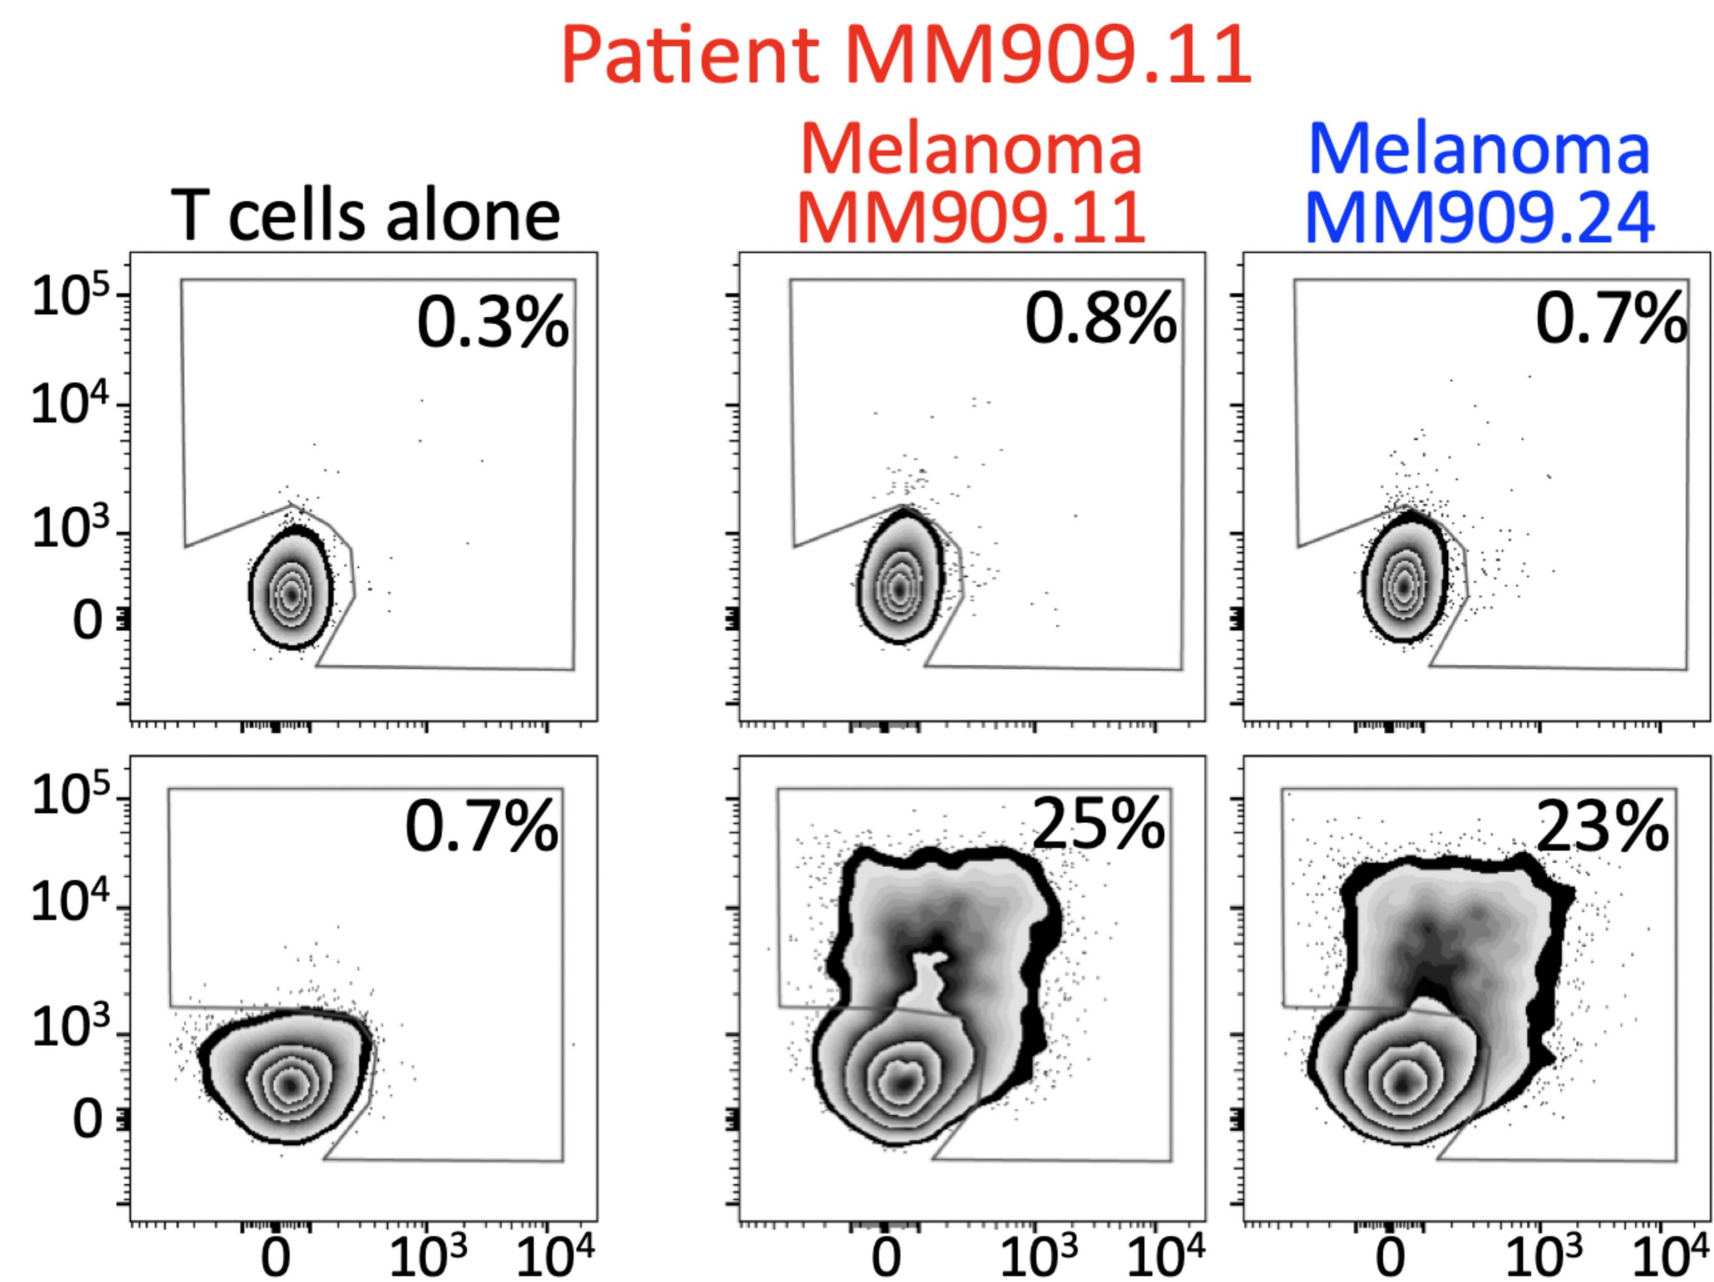 Patient MM909.11
T cells alone
Melanoma
MM909.11
Melanoma
MM909.24
10⁵
10⁴
10³
0
0.3%
0.8%
0.7%
10⁵
10⁴
10³
0
0.7%
25%
23%
0 10³ 10⁴
0 10³ 10⁴
0 10³ 10⁴